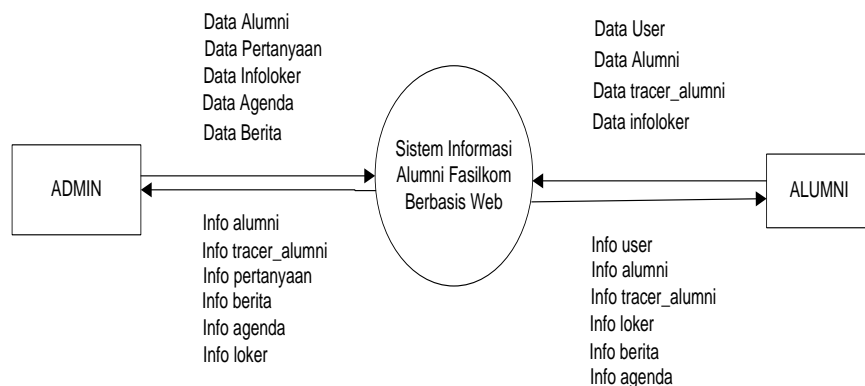 Data Alumni
Data Pertanyaan
Data Infoloker
Data Agenda
Data Berita
Data User
Data Alumni
Data tracer_alumni
Data infoloker
ADMIN
Sistem Informasi
Alumni Fasilkom
Berbasis Web
ALUMNI
Info alumni
Info tracer_alumni
Info pertanyaan
Info berita
Info agenda
Info loker
Info user
Info alumni
Info tracer_alumni
Info loker
Info berita
Info agenda